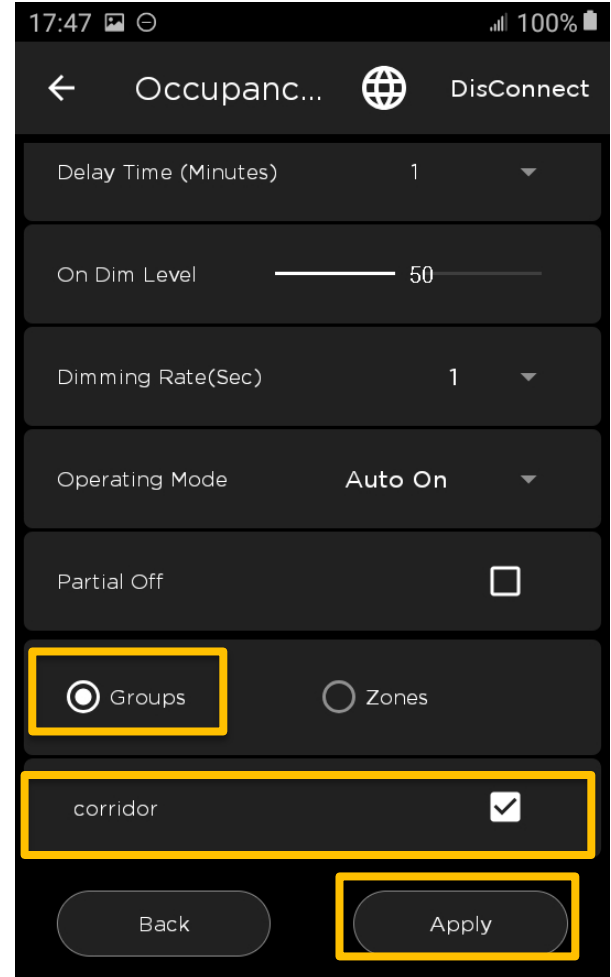 17:47 100%
Occupanc... DisConnect
Delay Time (Minutes) 1
On Dim Level 50
Dimming Rate(Sec) 1
Operating Mode Auto On
Partial Off
Groups Zones
corridor
Back Apply